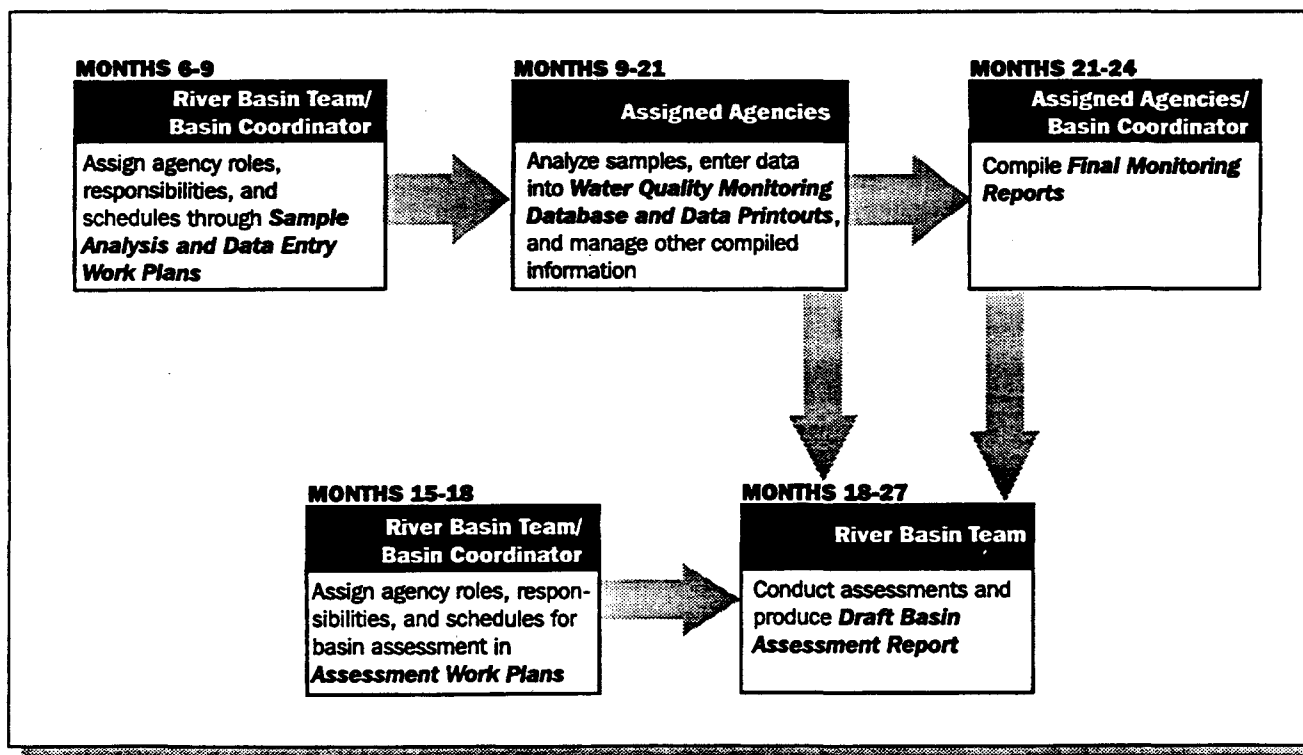 MONTHS 6-9
River Basin Team/
Basin Coordinator
Assign agency roles,
responsibilities, and
schedules through Sample
Analysis and Data Entry
Work Plans
MONTHS 9-21
Assigned Agencies
Analyze samples, enter data
into Water Quality Monitoring
Database and Data Printouts,
and manage other compiled
information
MONTHS 21-24
Assigned Agencies/
Basin Coordinator
Compile Final Monitoring
Reports
MONTHS 15-18
River Basin Team/
Basin Coordinator
Assign agency roles, respon-
sibilities, and schedules for
basin assessment in
Assessment Work Plans
MONTHS 18-27
River Basin Team
Conduct assessments and
produce Draft Basin
Assessment Report